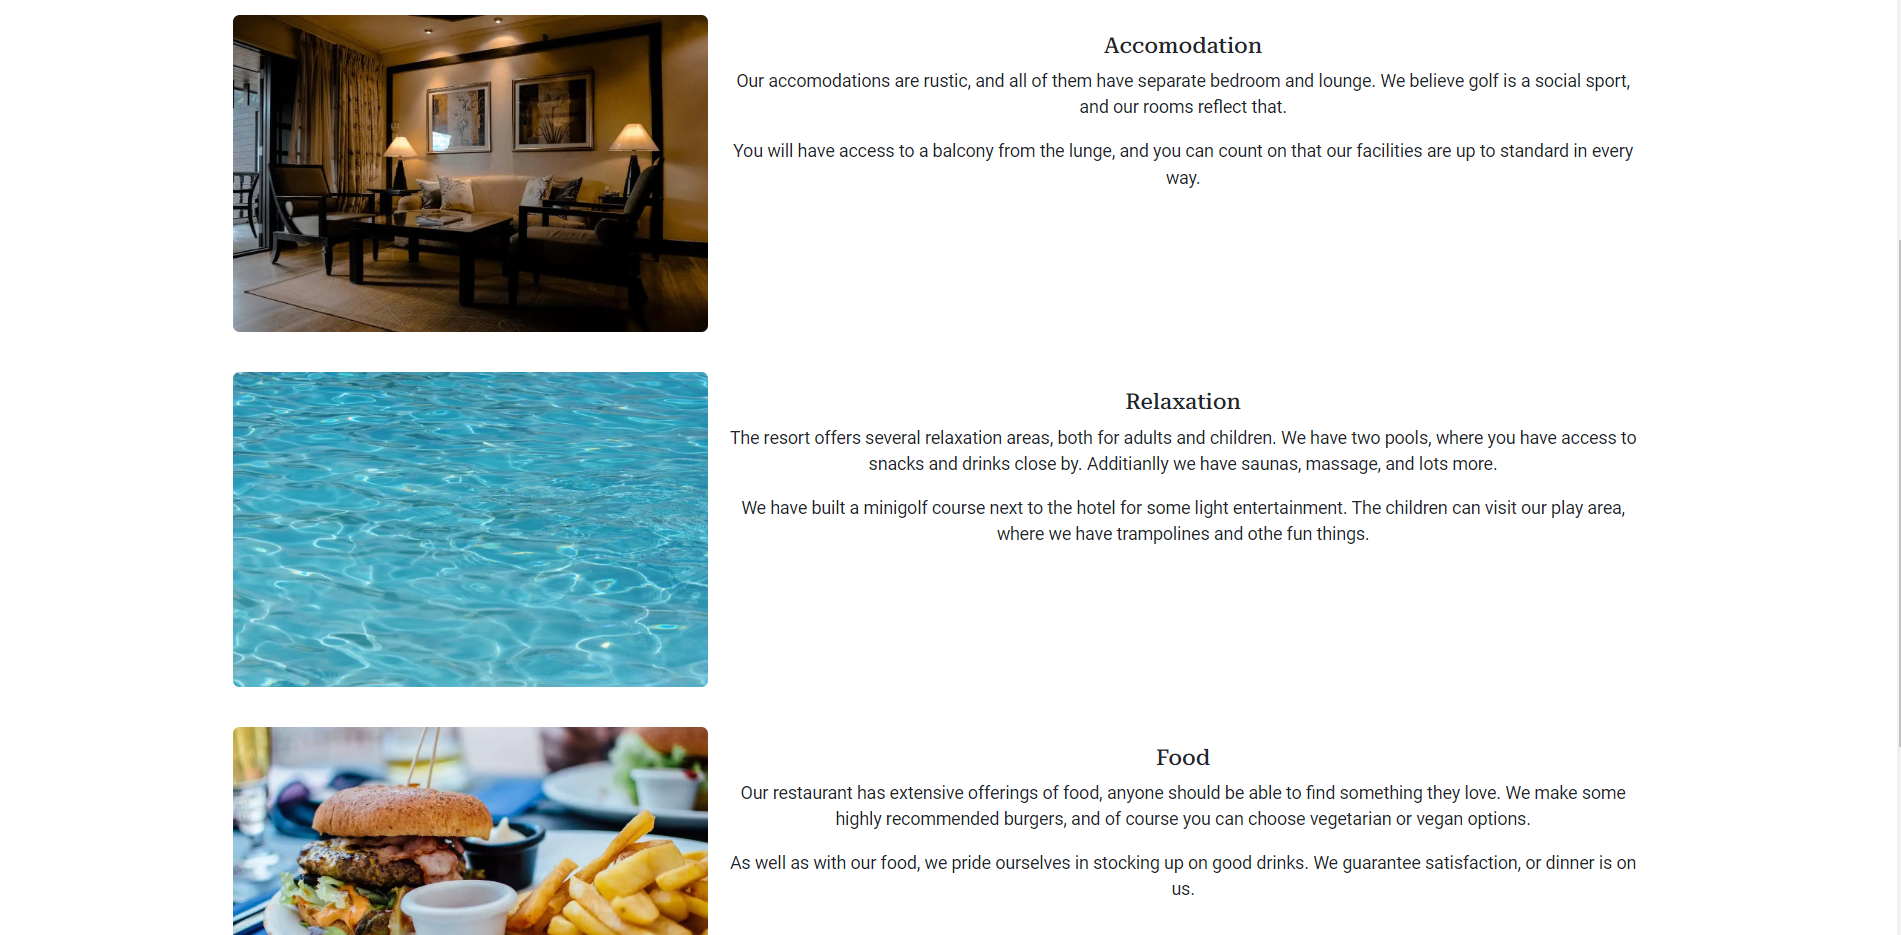 Accomodation
Our accomodations are rustic, and all of them have separate bedroom and lounge. We believe golf is a social sport,
and our rooms reflect that.
You will have access to a balcony from the lunge, and you can count on that our facilities are up to standard in every
way.
Relaxation
The resort offers several relaxation areas, both for adults and children. We have two pools, where you have access to
snacks and drinks close by. Additianlly we have saunas, massage, and lots more.
We have built a minigolf course next to the hotel for some light entertainment. The children can visit our play area,
where we have trampolines and othe fun things.
Food
Our restaurant has extensive offerings of food, anyone should be able to find something they love. We make some
highly recommended burgers, and of course you can choose vegetarian or vegan options.
As well as with our food, we pride ourselves in stocking up on good drinks. We guarantee satisfaction, or dinner is on
us.